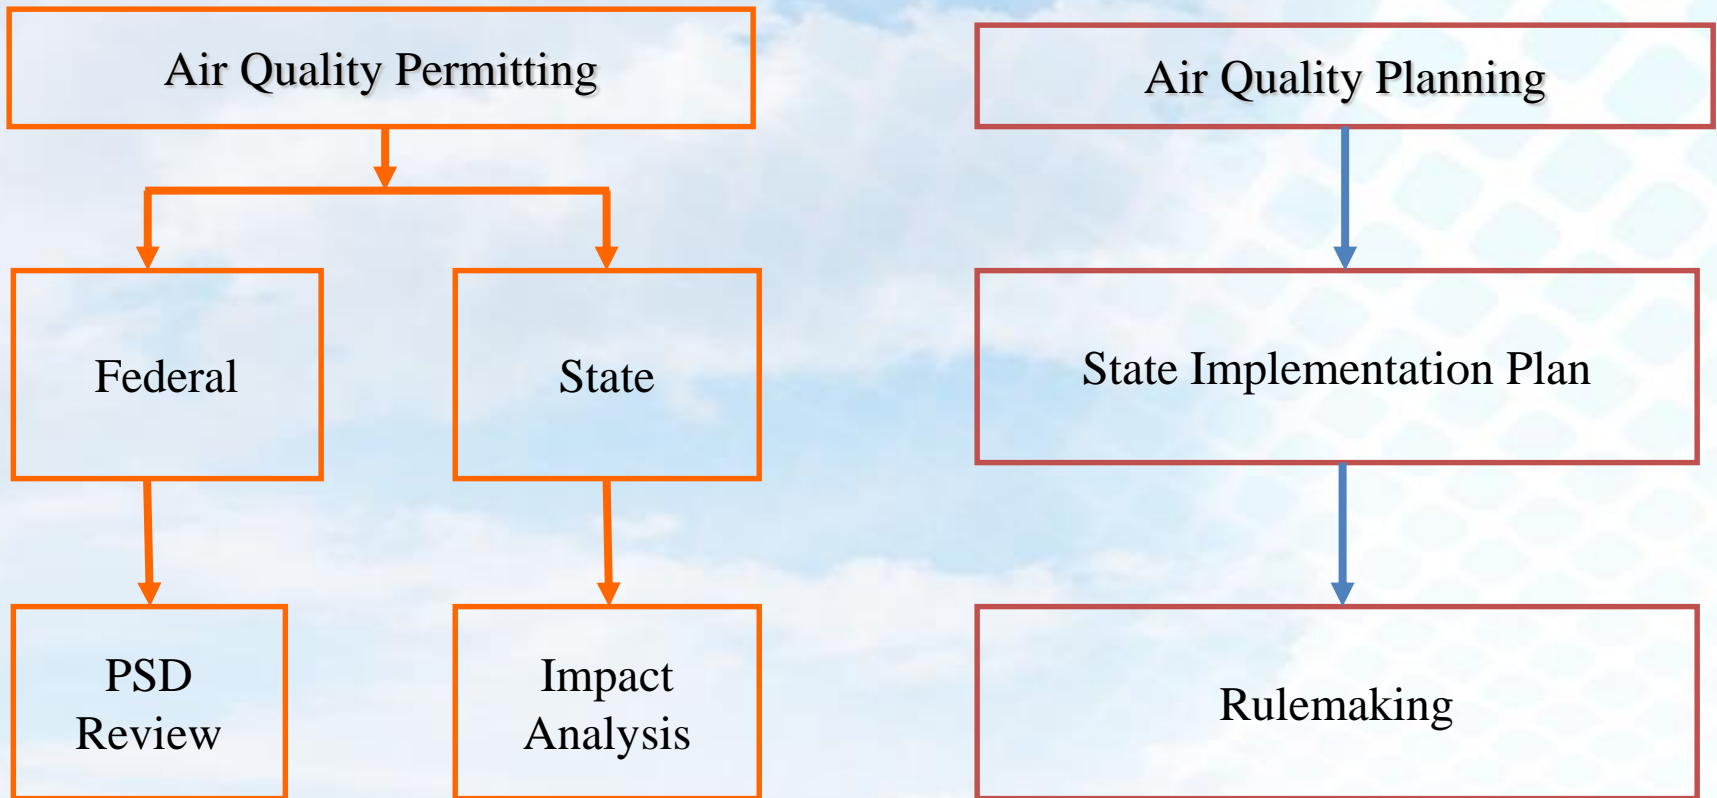 Air Quality Permitting
Air Quality Planning
Federal
State
State Implementation Plan
PSD
Review
Impact
Analysis
Rulemaking